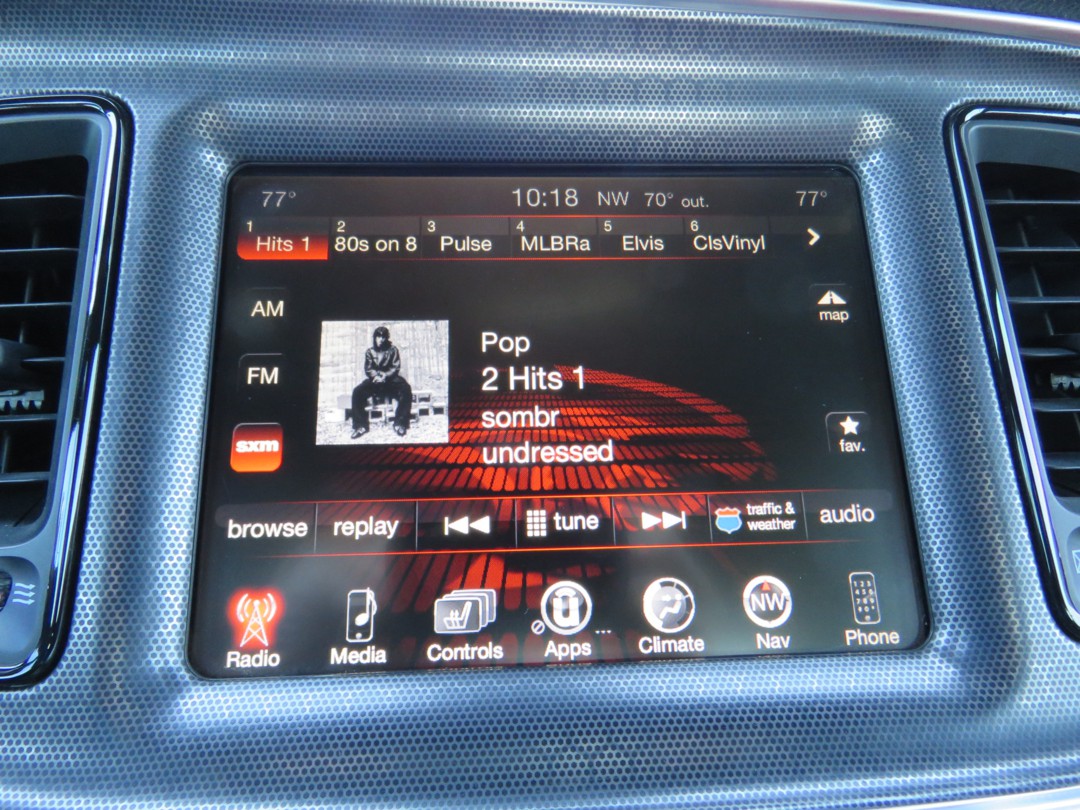 77° 10:18 NW 70° out. 77°
1 Hits 1 2 80s on 8 3 Pulse 4 MLBRa 5 Elvis 6 ClsVinyl
AM
map
Pop
FM
2 Hits 1
sombr
fav.
sxm
undressed
browse replay tune traffic & weather audio
NW
Radio Media Controls Apps Climate Nav Phone